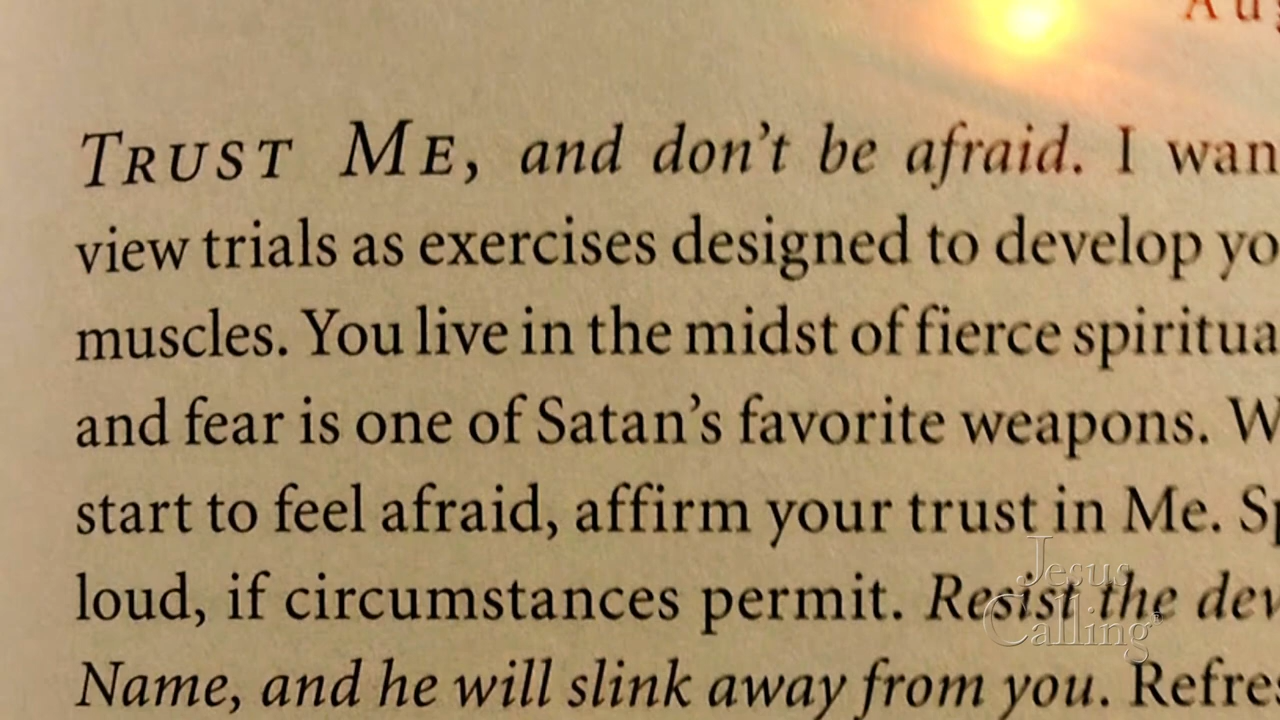 Aug
TRUST ME, and don't be afraid. I wan
view trials as exercises designed to develop yo
muscles. You live in the midst of fierce spiritua
and fear is one of Satan's favorite weapons. W
start to feel afraid, affirm your trust in Me. Sp
loud, if circumstances permit. Resist the dev
Name, and he will slink away from you. Refres
Jesus
Calling